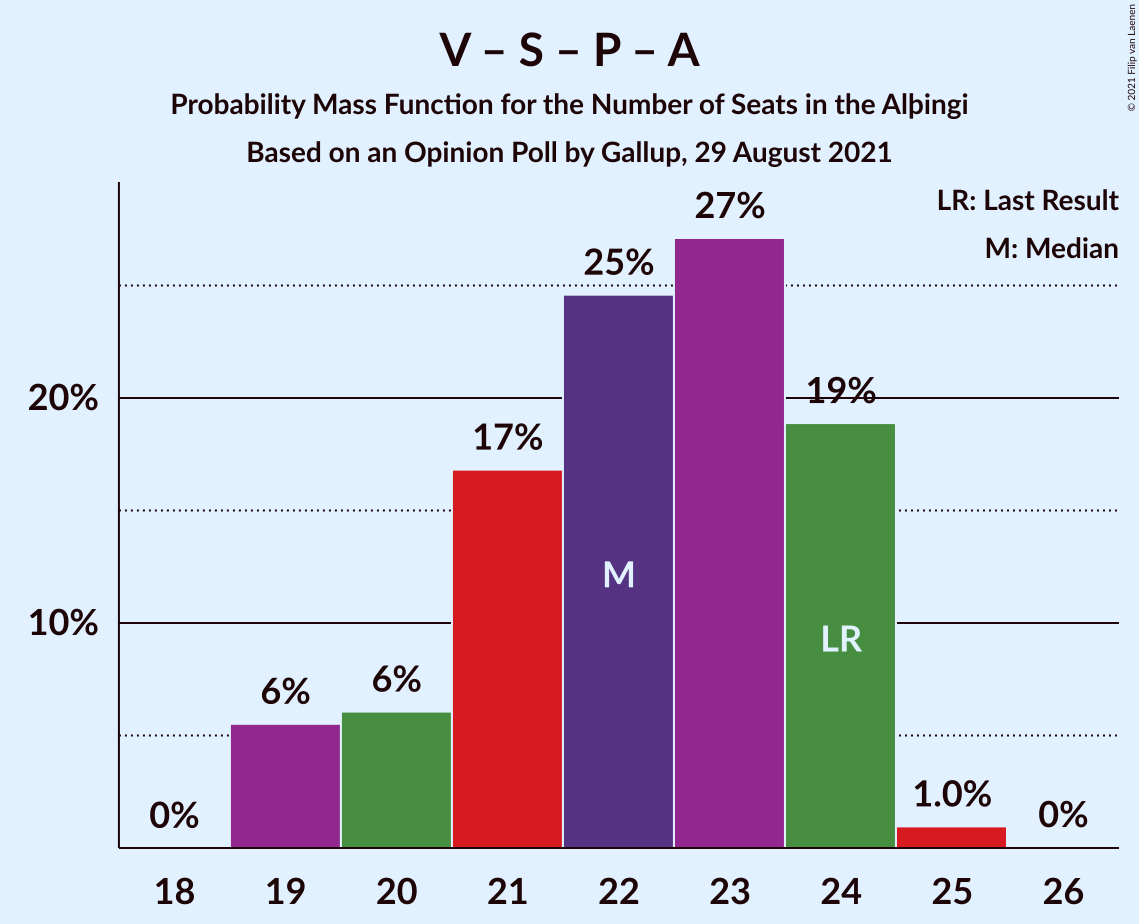 V – S – P – A
Probability Mass Function for the Number of Seats in the Alþingi
Based on an Opinion Poll by Gallup, 29 August 2021
© 2021 Filip van Laenen
LR: Last Result
M: Median
27%
25%
19%
20%
17%
M
LR
10%
6%
6%
0%
1.0%
0%
18 19 20 21 22 23 24 25 26